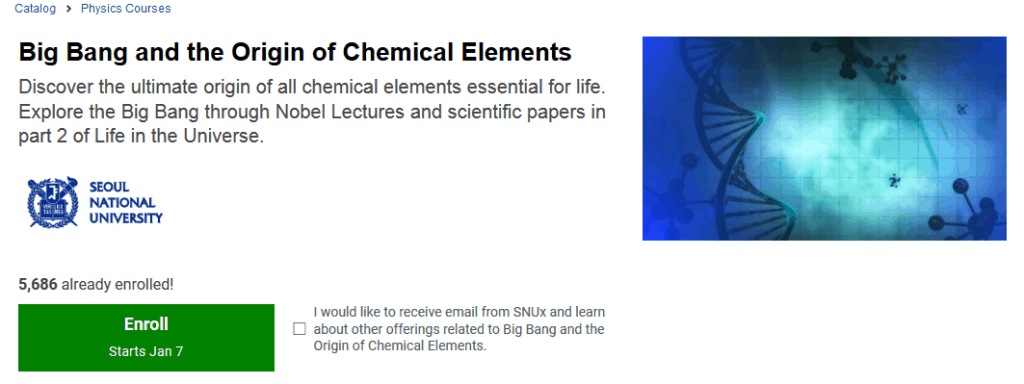 Catalog > Physics Courses
Big Bang and the Origin of Chemical Elements
Discover the ultimate origin of all chemical elements essential for life.
Explore the Big Bang through Nobel Lectures and scientific papers in
part 2 of Life in the Universe.
SEOUL
NATIONAL
UNIVERSITY
5,686 already enrolled!
Enroll
Starts Jan 7
I would like to receive email from SNUx and learn
about other offerings related to Big Bang and the
Origin of Chemical Elements.